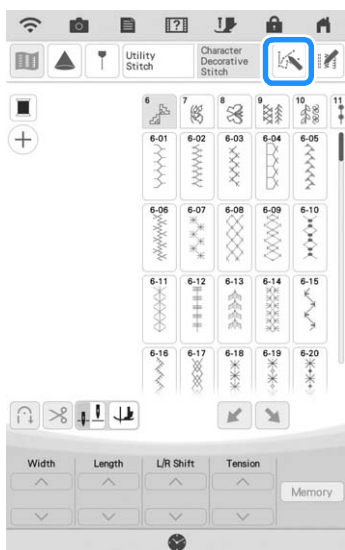 Utility
Stitch
Character
Decorative
Stitch
6 7 8 9 10 11
6-01 6-02 6-03 6-04 6-05
6-06 6-07 6-08 6-09 6-10
6-11 6-12 6-13 6-14 6-15
6-16 6-17 6-18 6-19 6-20
Width Length L/R Shift Tension
Memory